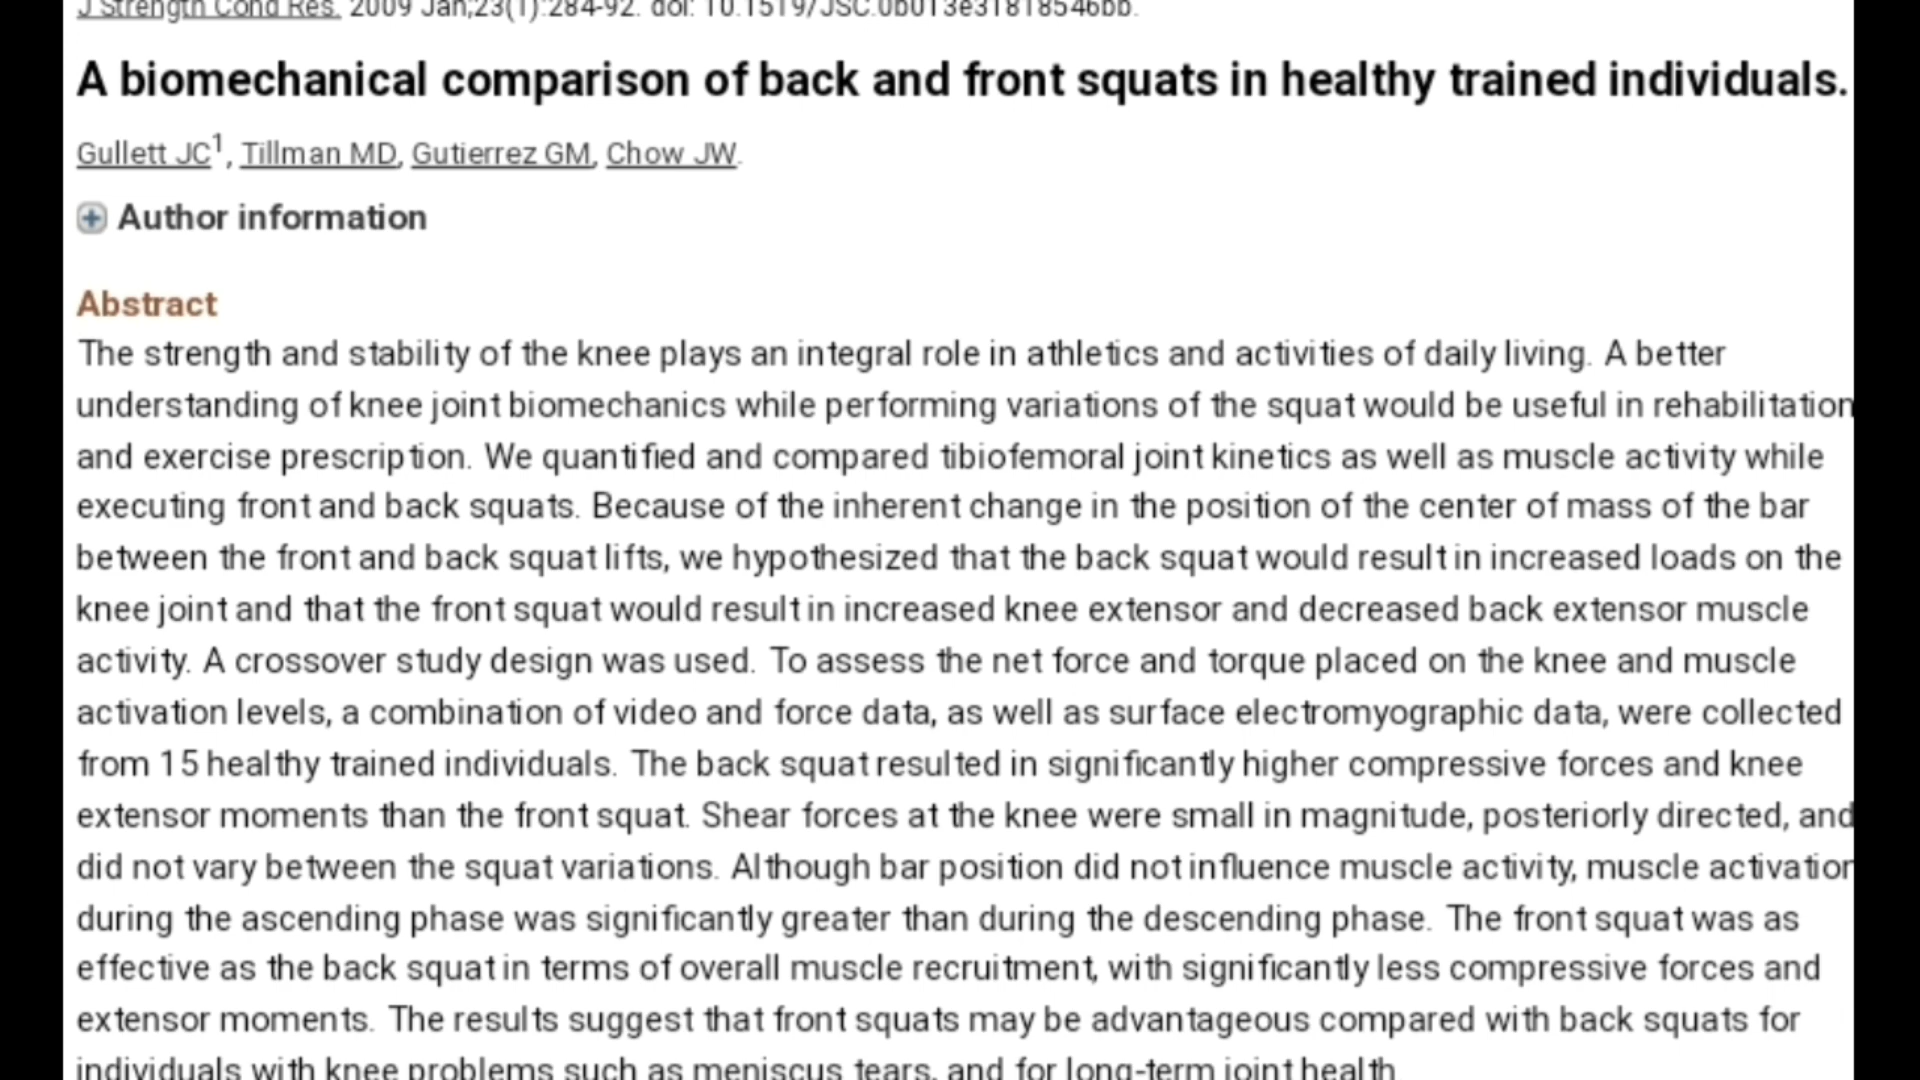 J Strength Cond Res. 2009 Jan;23(1):284-92. doi: 10.1519/JSC.0b013e31818546bb.
A biomechanical comparison of back and front squats in healthy trained individuals.
Gullett JC1, Tillman MD, Gutierrez GM, Chow JW.
Author information
Abstract
The strength and stability of the knee plays an integral role in athletics and activities of daily living. A better
understanding of knee joint biomechanics while performing variations of the squat would be useful in rehabilitation
and exercise prescription. We quantified and compared tibiofemoral joint kinetics as well as muscle activity while
executing front and back squats. Because of the inherent change in the position of the center of mass of the bar
between the front and back squat lifts, we hypothesized that the back squat would result in increased loads on the
knee joint and that the front squat would result in increased knee extensor and decreased back extensor muscle
activity. A crossover study design was used. To assess the net force and torque placed on the knee and muscle
activation levels, a combination of video and force data, as well as surface electromyographic data, were collected
from 15 healthy trained individuals. The back squat resulted in significantly higher compressive forces and knee
extensor moments than the front squat. Shear forces at the knee were small in magnitude, posteriorly directed, and
did not vary between the squat variations. Although bar position did not influence muscle activity, muscle activation
during the ascending phase was significantly greater than during the descending phase. The front squat was as
effective as the back squat in terms of overall muscle recruitment, with significantly less compressive forces and
extensor moments. The results suggest that front squats may be advantageous compared with back squats for
individuals with knee problems such as meniscus tears, and for long-term joint health.